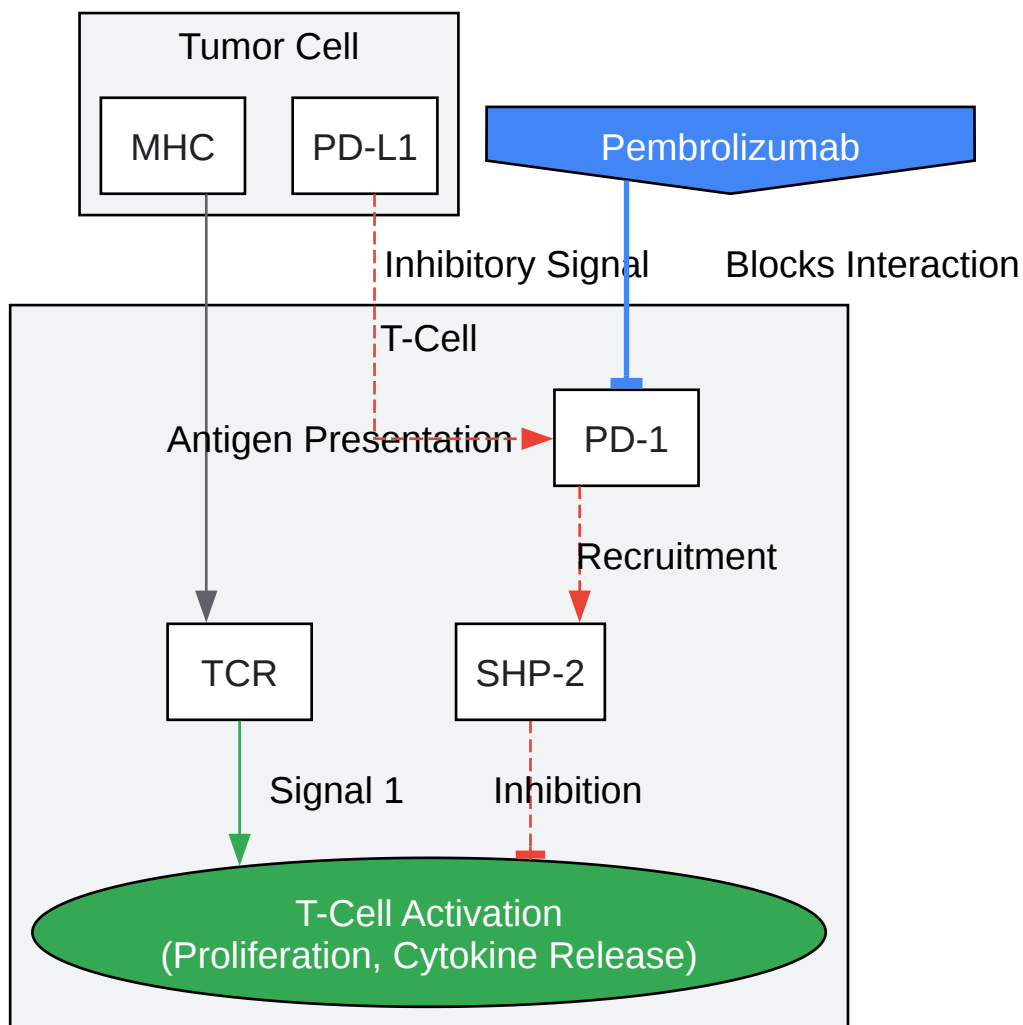 Tumor Cell
MHC
PD-L1
Pembrolizumab
Inhibitory Signal
Blocks Interaction
T-Cell
Antigen Presentation
PD-1
Recruitment
TCR
SHP-2
Signal 1
Inhibition
T-Cell Activation
(Proliferation, Cytokine Release)